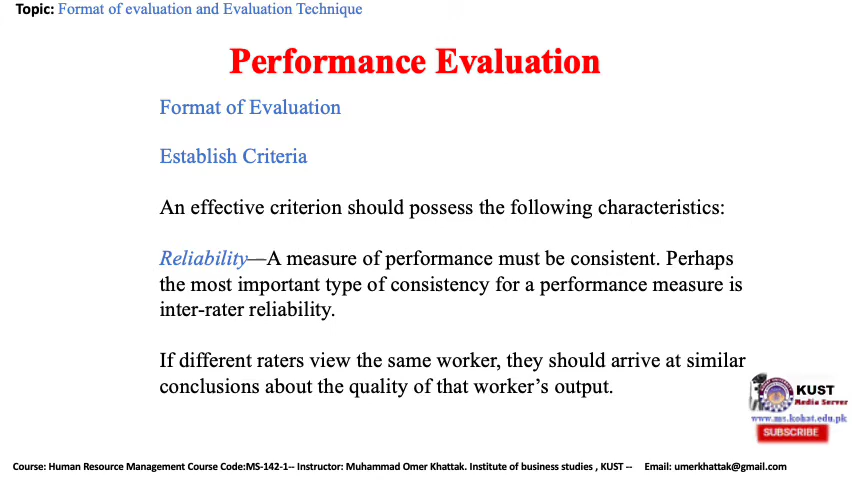 Topic: Format of evaluation and Evaluation Technique
Performance Evaluation
Format of Evaluation
Establish Criteria
An effective criterion should possess the following characteristics:
Reliability—A measure of performance must be consistent. Perhaps
the most important type of consistency for a performance measure is
inter-rater reliability.
If different raters view the same worker, they should arrive at similar
conclusions about the quality of that worker’s output.
KUST
Media Server
www.ms.kohat.edu.pk
SUBSCRIBE
Course: Human Resource Management Course Code:MS-142-1-- Instructor: Muhammad Omer Khattak. Institute of business studies , KUST -- Email: umerkhattak@gmail.com